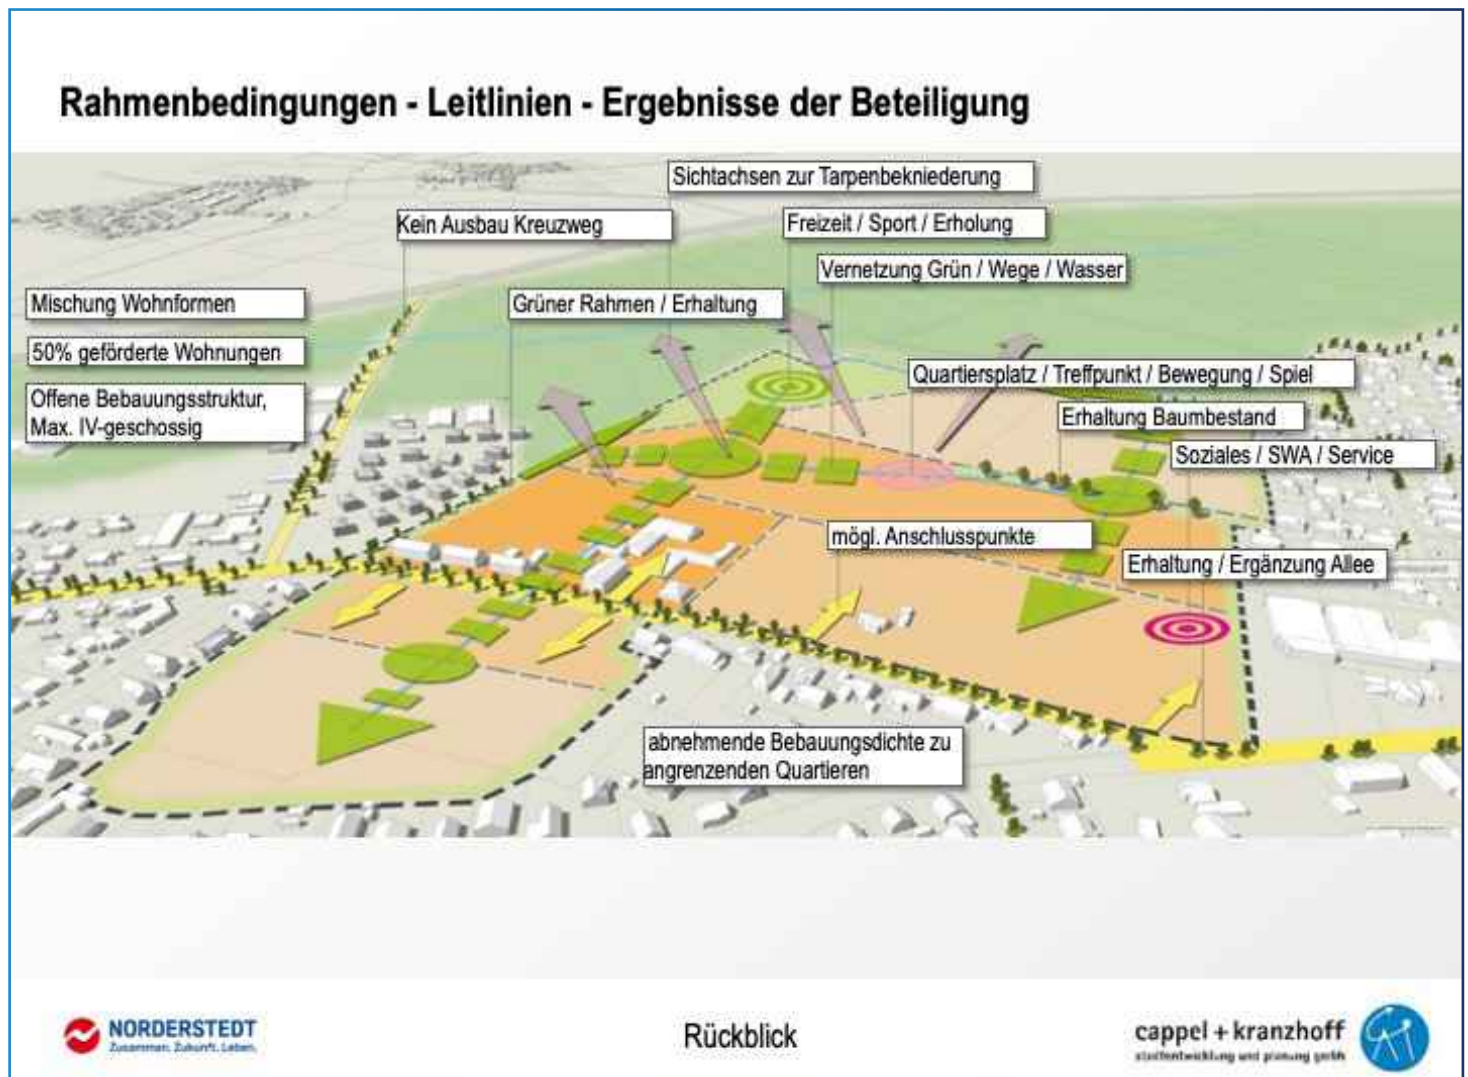 Rahmenbedingungen - Leitlinien - Ergebnisse der Beteiligung
Sichtachsen zur Tarpenbekniederung
Kein Ausbau Kreuzweg
Freizeit / Sport / Erholung
Vernetzung Grün / Wege / Wasser
Mischung Wohnformen
Grüner Rahmen / Erhaltung
50% geförderte Wohnungen
Quartiersplatz / Treffpunkt / Bewegung / Spiel
Offene Bebauungsstruktur,
Max. IV-geschossig
Erhaltung Baumbestand
Soziales / SWA / Service
mögl. Anschlusspunkte
Erhaltung / Ergänzung Allee
abnehmende Bebauungsdichte zu
angrenzenden Quartieren
NORDERSTEDT
Zusammen. Zukunft. Leben.
Rückblick
cappel + kranzhoff
stadtentwicklung und planung gmbh